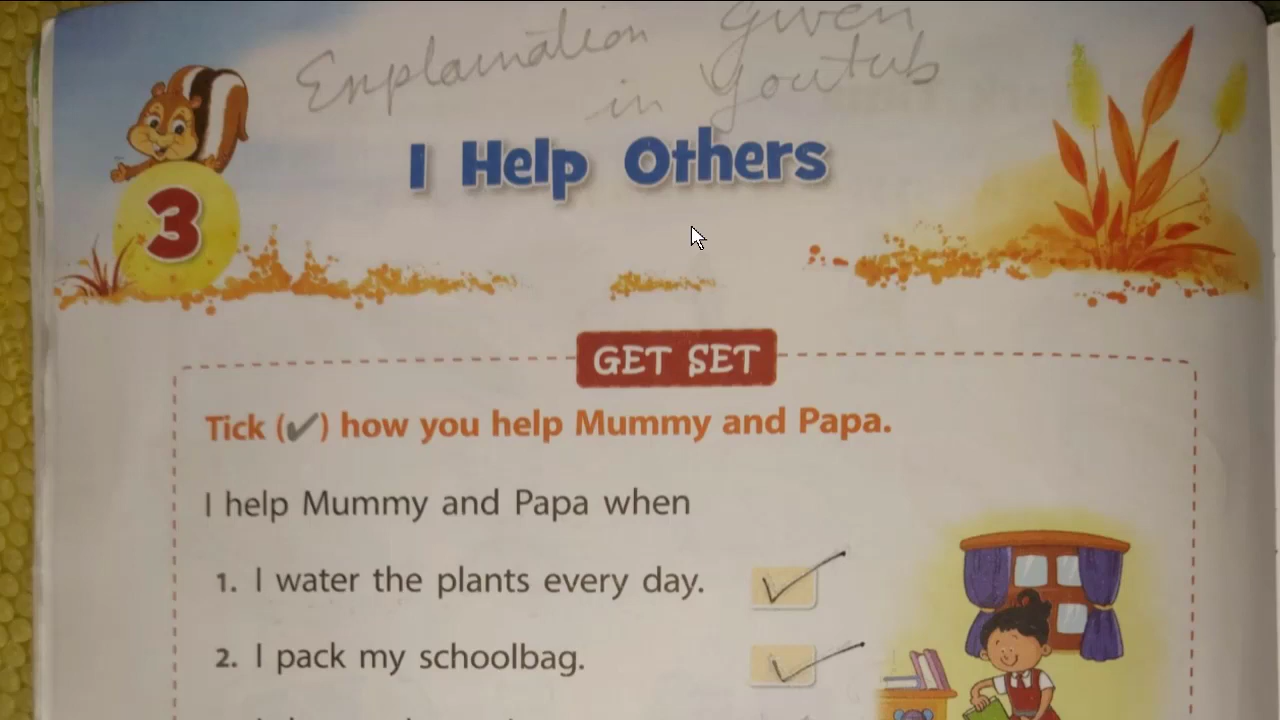 Explaination Given
in Youtub
I Help Others
3
GET SET
Tick (✔) how you help Mummy and Papa.
I help Mummy and Papa when
1. I water the plants every day.
2. I pack my schoolbag.